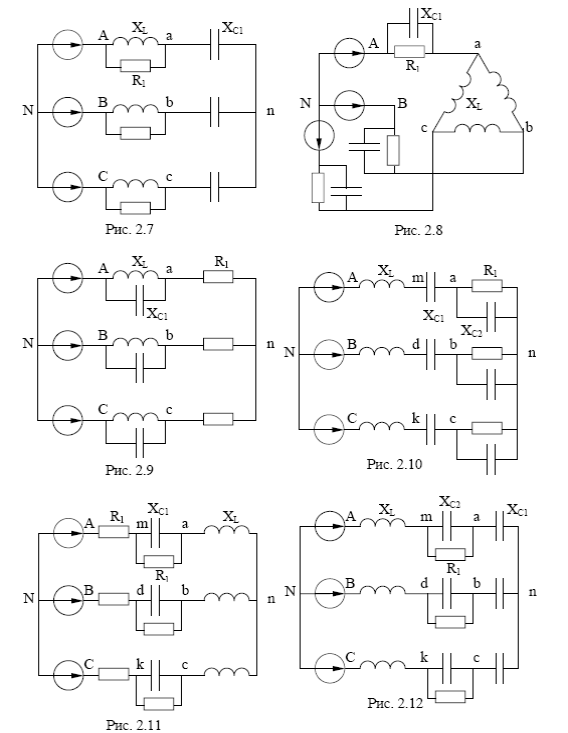 A X_L a X_C1
R_1
N B b n
C c
Рис. 2.7
X_C1
A R_1 a
N B X_L
c b
Рис. 2.8
A X_L a R_1
X_C1
N B b n
C c
Рис. 2.9
A X_L m a R_1
X_C1 X_C2
N B d b n
C k c
Рис. 2.10
A R_1 m X_C1 a X_L
R_1
N B d b n
C k c
Рис. 2.11
A X_L m X_C2 a X_C1
R_1
N B d b n
C k c
Рис. 2.12